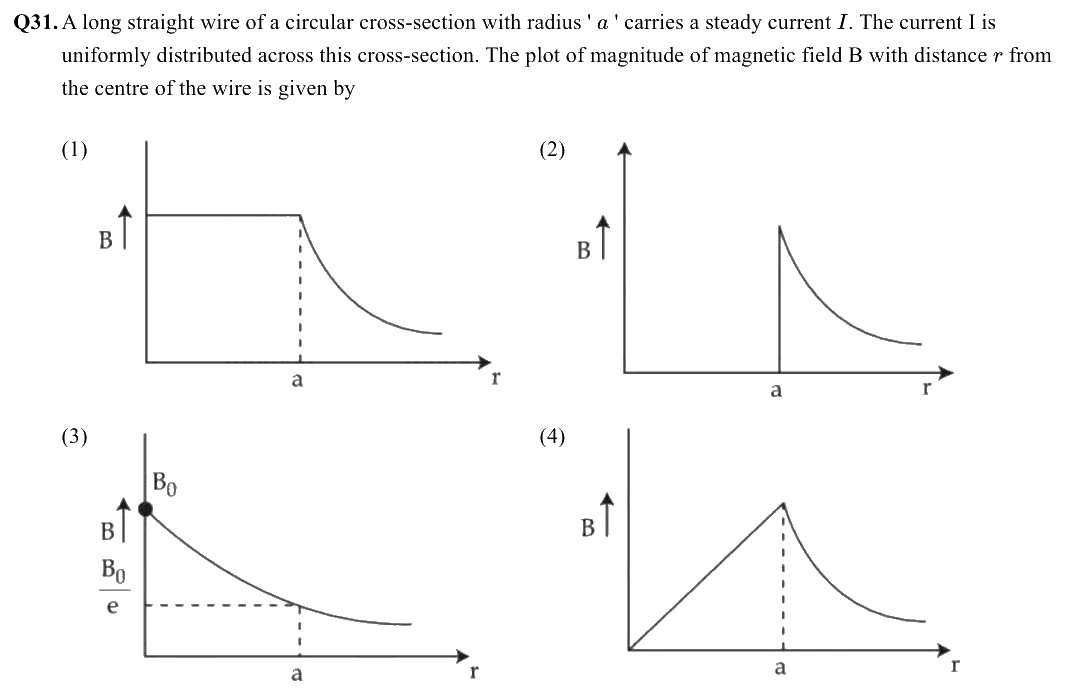 Q31. A long straight wire of a circular cross-section with radius ' a ' carries a steady current I. The current I is
uniformly distributed across this cross-section. The plot of magnitude of magnetic field B with distance r from
the centre of the wire is given by
(1)
B
a
r
(2)
B
a
r
(3)
B0
B
B0
e
a
r
(4)
B
a
r